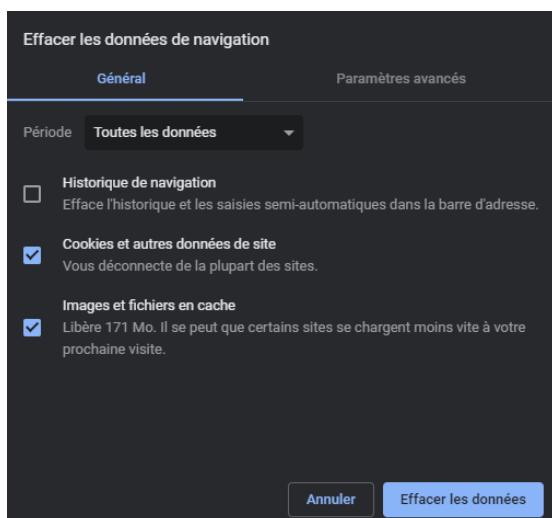 Effacer les données de navigation
Général
Paramètres avancés
Période
Toutes les données
Historique de navigation
Efface l'historique et les saisies semi-automatiques dans la barre d'adresse.
Cookies et autres données de site
Vous déconnecte de la plupart des sites.
Images et fichiers en cache
Libère 171 Mo. Il se peut que certains sites se chargent moins vite à votre
prochaine visite.
Annuler
Effacer les données